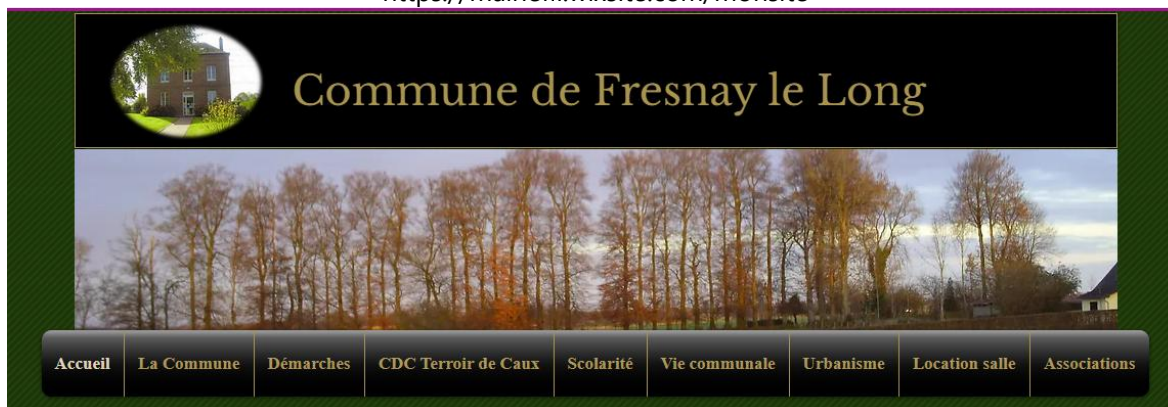 Commune de Fresnay le Long
Accueil La Commune Démarches CDC Terroir de Caux Scolarité Vie communale Urbanisme Location salle Associations